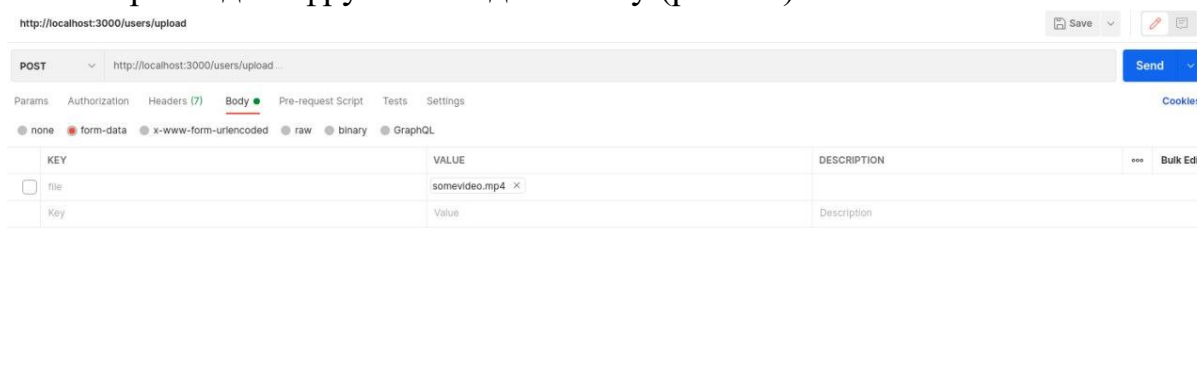 http://localhost:3000/users/upload Save
POST http://localhost:3000/users/upload... Send
Params Authorization Headers (7) Body Pre-request Script Tests Settings Cookies
none form-data x-www-form-urlencoded raw binary GraphQL
KEY VALUE DESCRIPTION ooo Bulk Edi
file somevideo.mp4 ×
Key Value Description